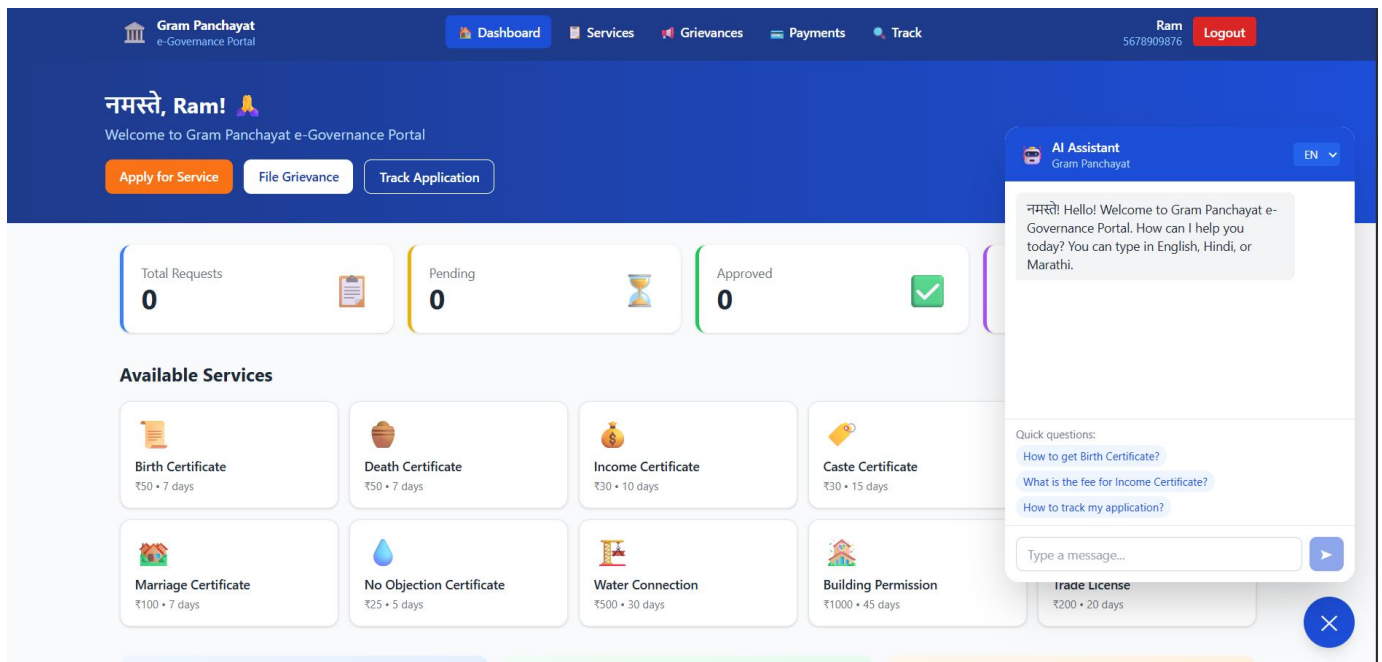 Gram Panchayat
e-Governance Portal
Dashboard
Services
Grievances
Payments
Track
Ram
5678909876
Logout
नमस्ते, Ram!
Welcome to Gram Panchayat e-Governance Portal
Apply for Service
File Grievance
Track Application
Total Requests
0
Pending
0
Approved
0
Available Services
Birth Certificate
₹50 • 7 days
Death Certificate
₹50 • 7 days
Income Certificate
₹30 • 10 days
Caste Certificate
₹30 • 15 days
Marriage Certificate
₹100 • 7 days
No Objection Certificate
₹25 • 5 days
Water Connection
₹500 • 30 days
Building Permission
₹1000 • 45 days
Trade License
₹200 • 20 days
AI Assistant
Gram Panchayat
EN
नमस्ते! Hello! Welcome to Gram Panchayat e-
Governance Portal. How can I help you
today? You can type in English, Hindi, or
Marathi.
Quick questions:
How to get Birth Certificate?
What is the fee for Income Certificate?
How to track my application?
Type a message...